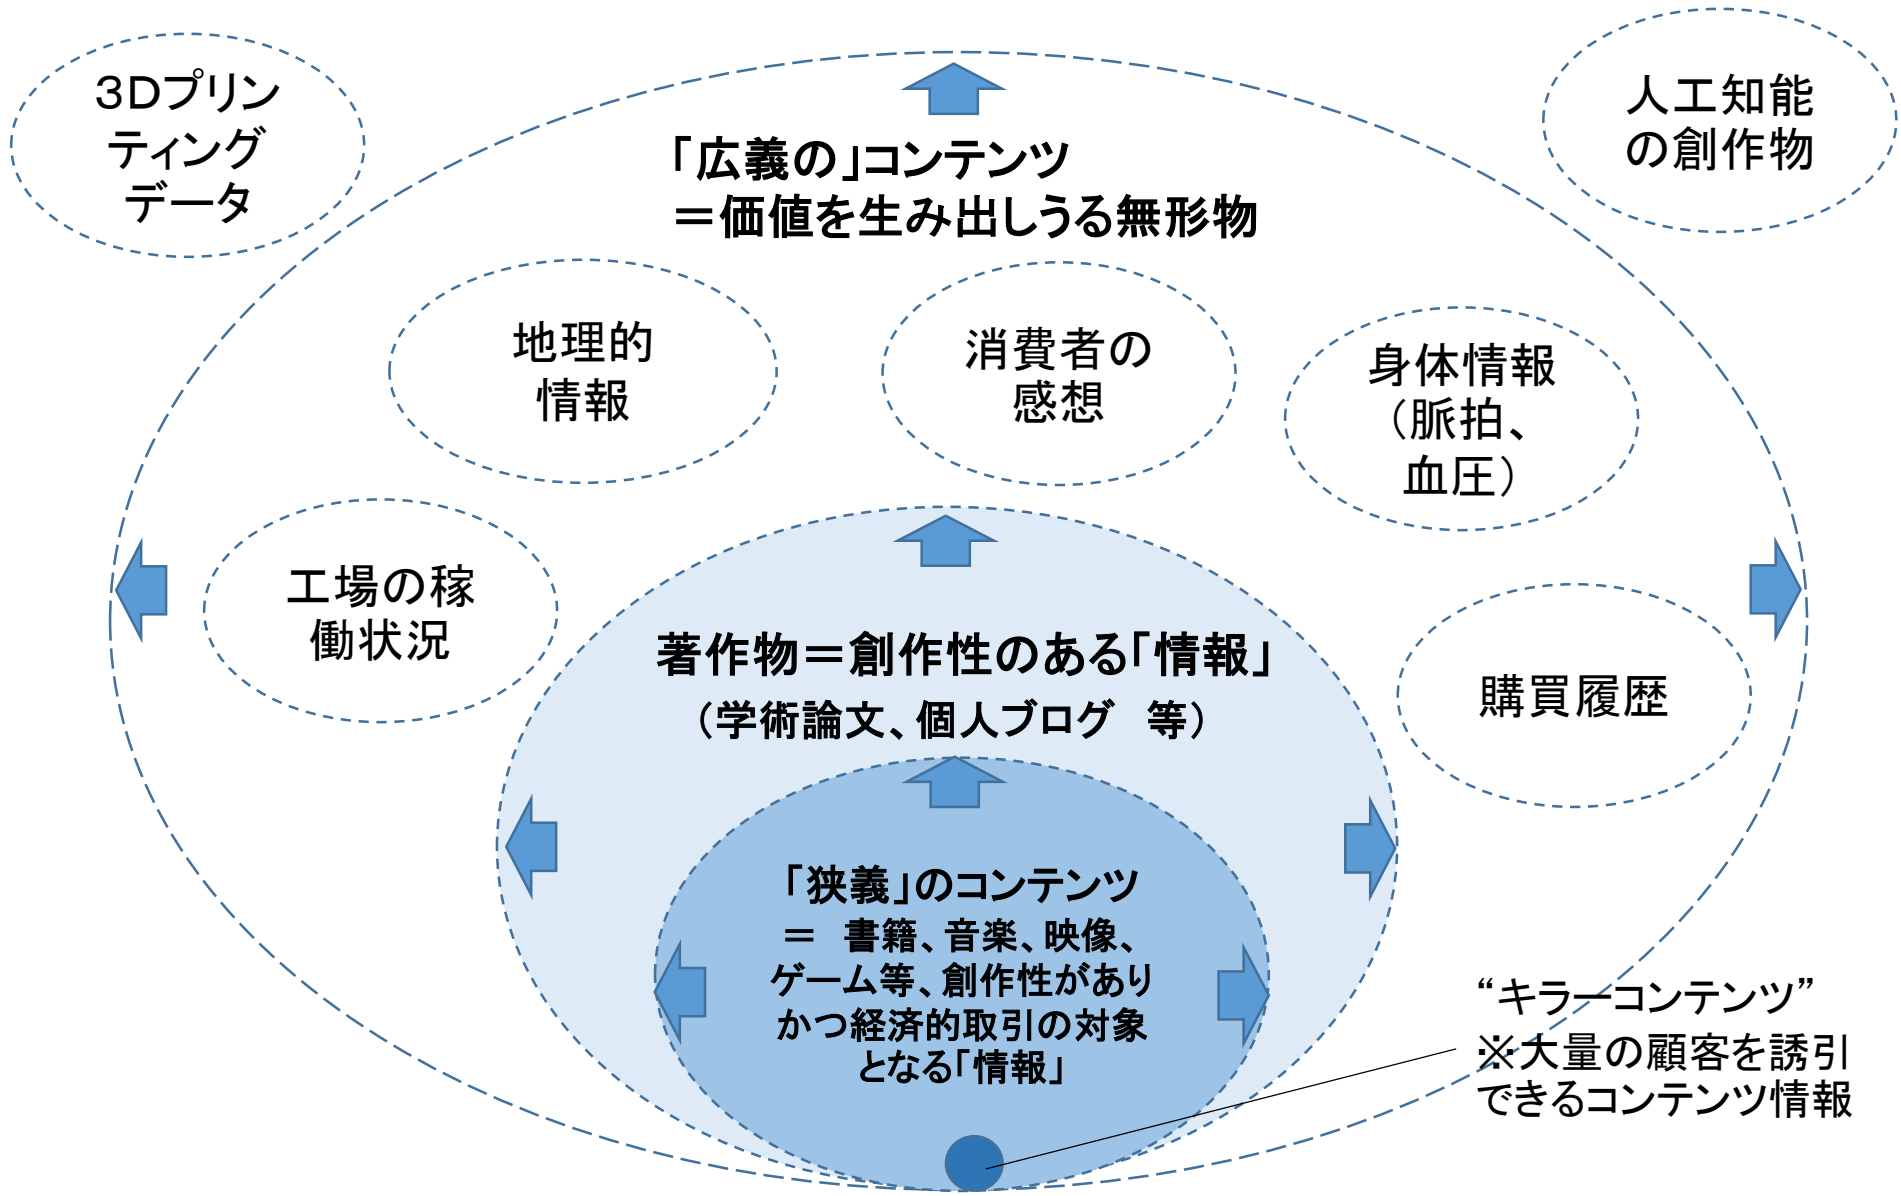 3Dプリン
ティング
データ
人工知能
の創作物
「広義の」コンテンツ
＝価値を生み出しうる無形物
地理的
情報
消費者の
感想
身体情報
（脈拍、
血圧）
工場の稼
働状況
購買履歴
著作物＝創作性のある「情報」
（学術論文、個人ブログ　等）
「狭義」のコンテンツ
＝　書籍、音楽、映像、
ゲーム等、創作性があり
かつ経済的取引の対象
となる「情報」
“キラーコンテンツ”
※大量の顧客を誘引
できるコンテンツ情報